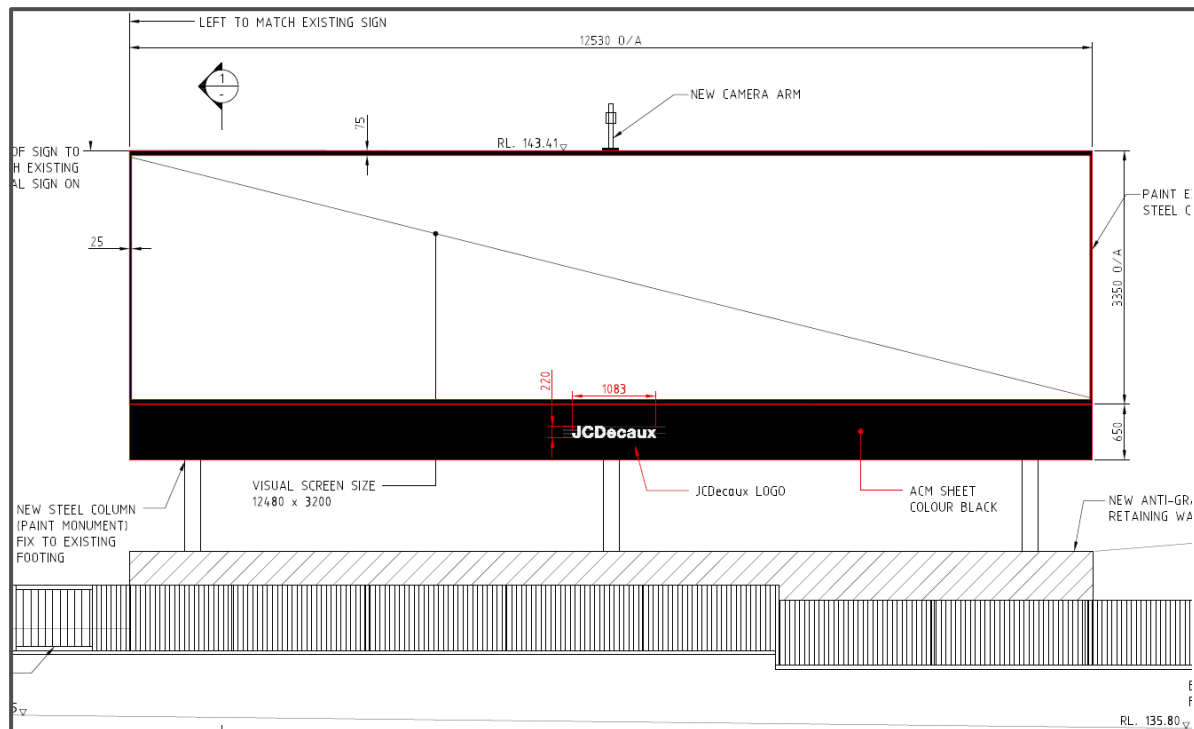 LEFT TO MATCH EXISTING SIGN
12530 O/A
1
-
NEW CAMERA ARM
75
RL. 143.41
OF SIGN TO
H EXISTING
AL SIGN ON
PAINT
STEEL
25
3350 O/A
220
1083
JCDecaux
650
VISUAL SCREEN SIZE
12480 x 3200
JCDecaux LOGO
ACM SHEET
COLOUR BLACK
NEW STEEL COLUMN
(PAINT MONUMENT)
FIX TO EXISTING
FOOTING
NEW ANTI-GRA
RETAINING WA
RL. 135.80